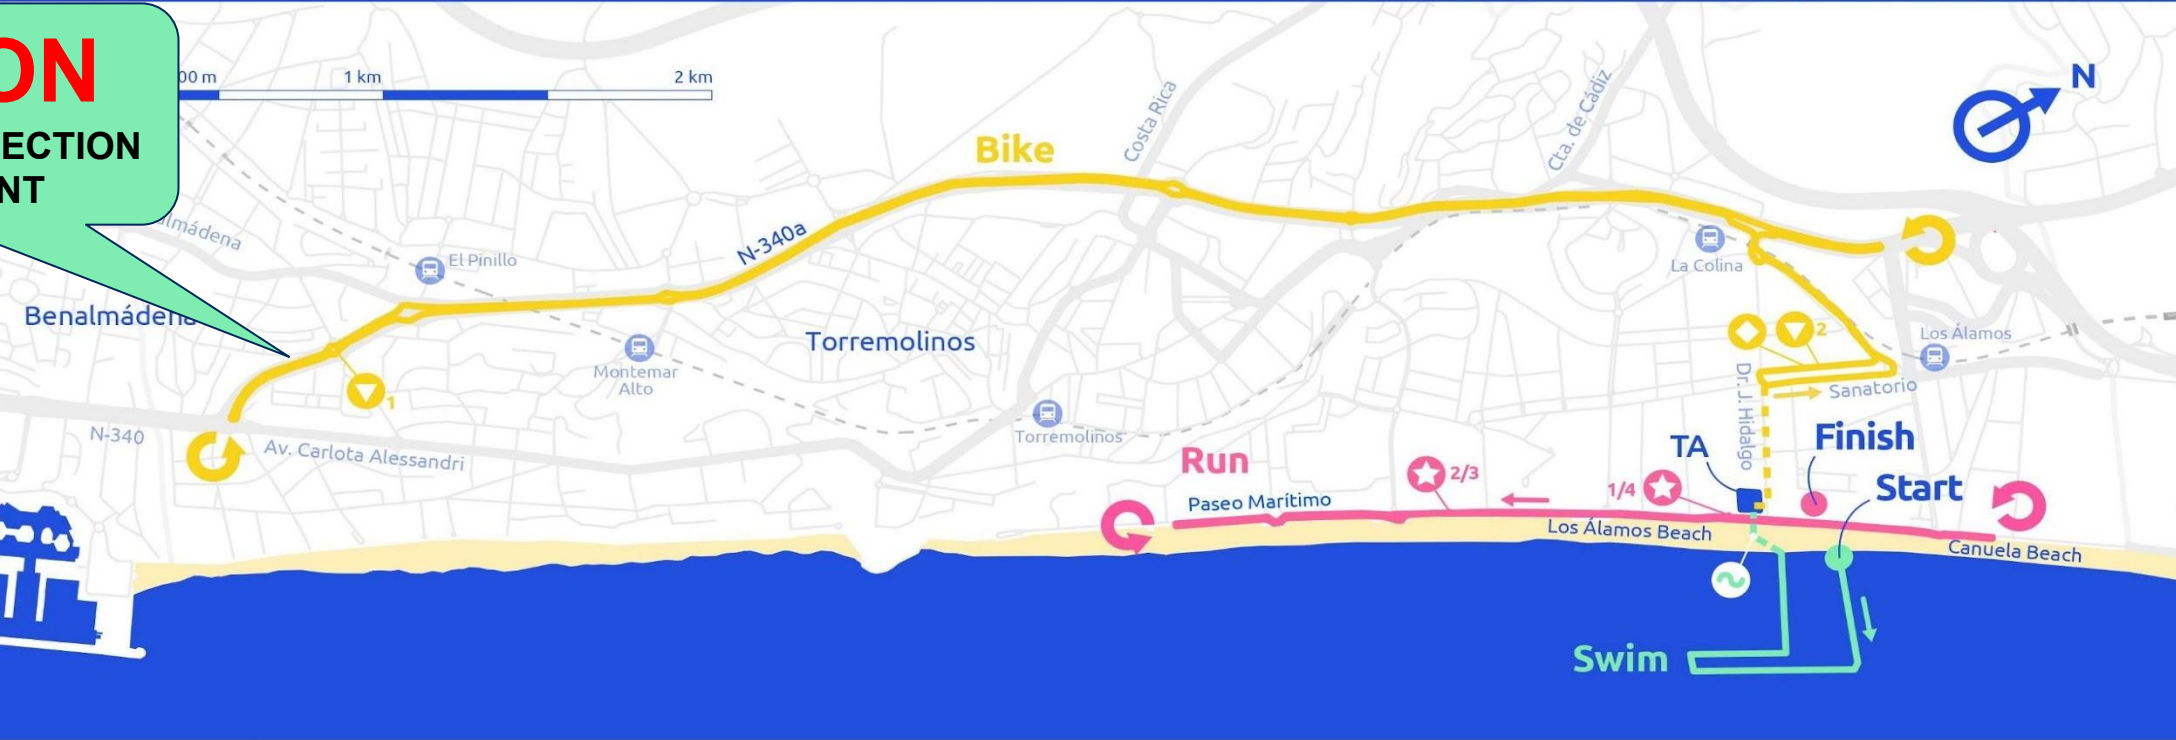 ON
ECTION
NT
00 m
1 km
2 km
N
Costa Rica
Cta. de Cádiz
Bike
almádena
El Pinillo
N-340a
La Colina
Benalmádena
Torremolinos
Montemar
Alto
1
2
Los Álamos
Sanatorio
Dr. J. Hidalgo
N-340
Av. Carlota Alessandri
Torremolinos
Run
2/3
1/4
TA
Finish
Start
Paseo Marítimo
Los Álamos Beach
Canuela Beach
Swim